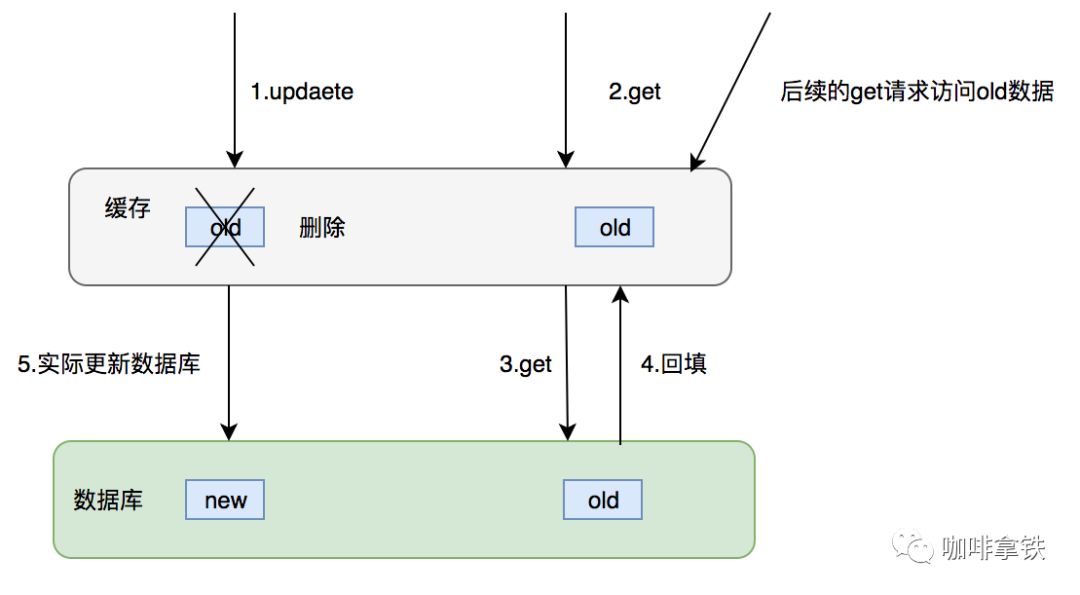 1.updaete
2.get
后续的get请求访问old数据
缓存
old
删除
old
5.实际更新数据库
3.get
4.回填
数据库
new
old
咖啡拿铁